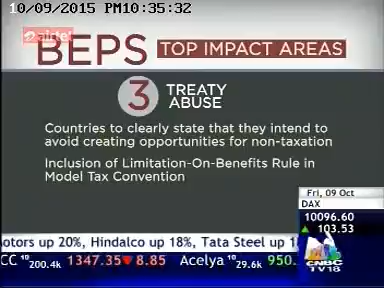 10/09/2015 PM10:35:32
airtel
BEPS TOP IMPACT AREAS
3 TREATY
ABUSE
Countries to clearly state that they intend to
avoid creating opportunities for non-taxation
Inclusion of Limitation-On-Benefits Rule in
Model Tax Convention
Fri, 09 Oct
DAX
10096.60
▲ 103.53
otors up 20%, Hindalco up 18%, Tata Steel up 1
CC 10 200.4k 1347.35 ▼ 8.85 Acelya 10 29.6k 950.
CNBC
TV18